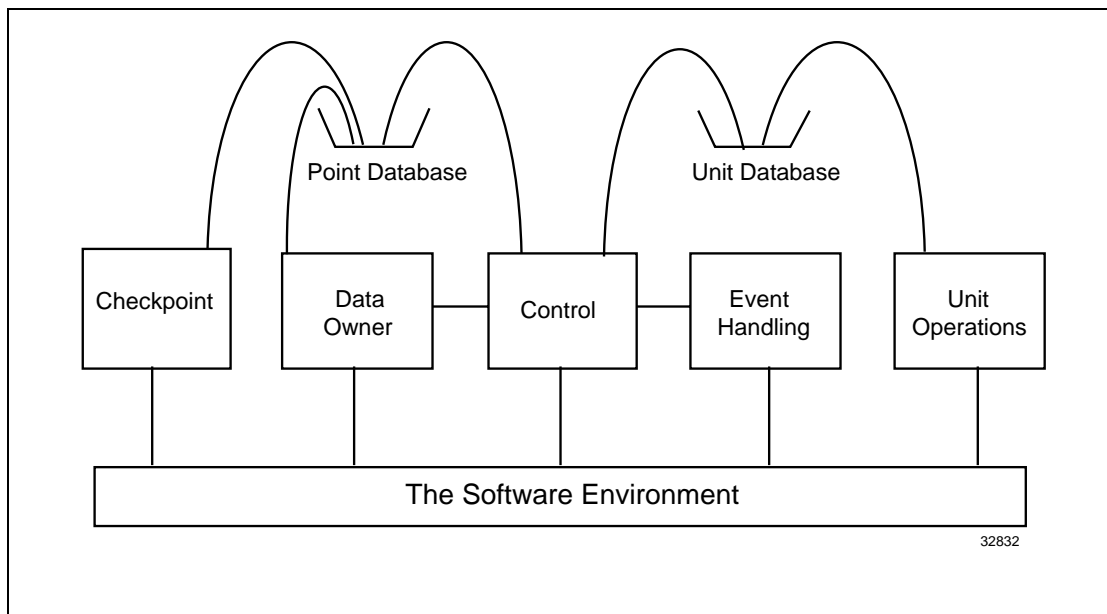 Point Database
Unit Database
Checkpoint
Data
Owner
Control
Event
Handling
Unit
Operations
The Software Environment
32832